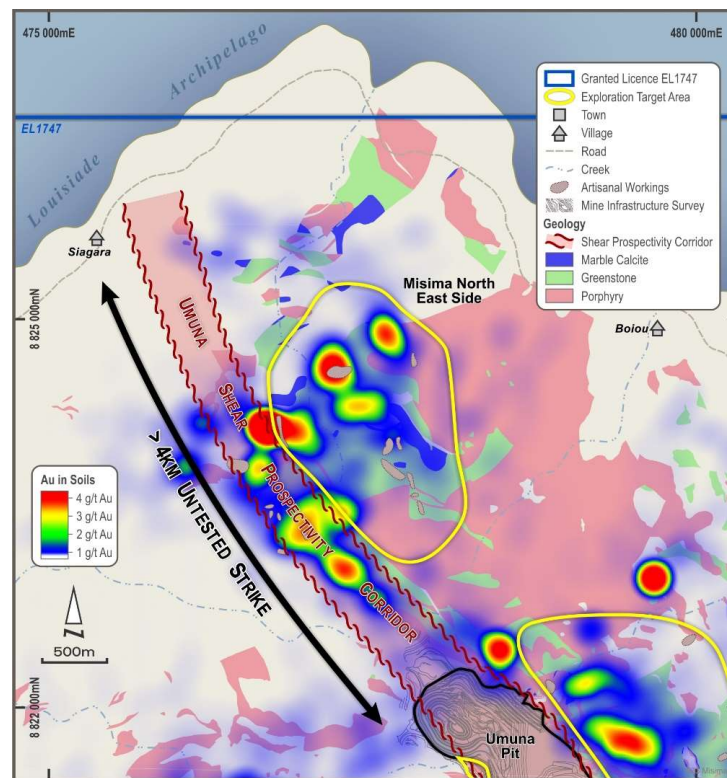 475 000mE
480 000mE
Archipelago
Louisiade
EL1747
Granted Licence EL1747
Exploration Target Area
Town
Village
Road
Creek
Artisanal Workings
Mine Infrastructure Survey
Geology
Shear Prospectivity Corridor
Marble Calcite
Greenstone
Porphyry
Siagara
Misima North
East Side
Boiou
8 825 000mN
UMUNA
SHEAR
PROSPECTIVITY
CORRIDOR
> 4KM UNTESTED STRIKE
Au in Soils
4 g/t Au
3 g/t Au
2 g/t Au
1 g/t Au
N
500m
8 822 000mN
Umuna
Pit